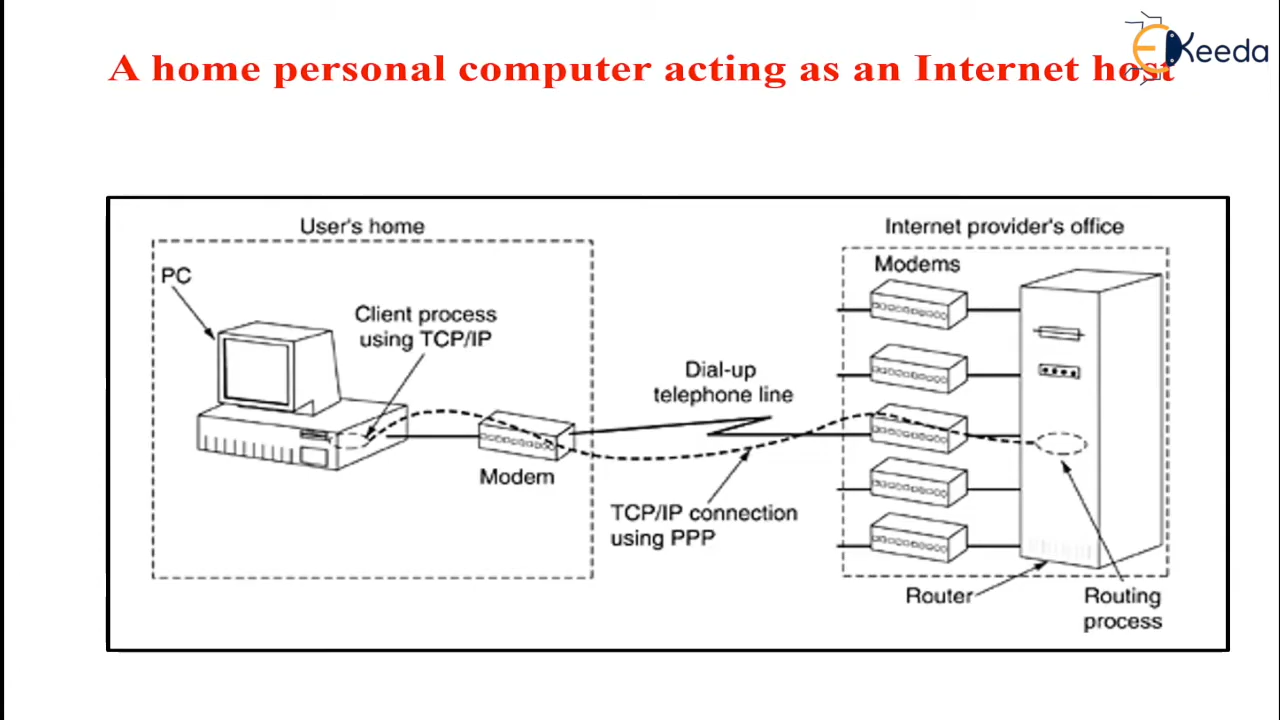 A home personal computer acting as an Internet host
EKeeda
User's home
Internet provider's office
PC
Modems
Client process
using TCP/IP
Dial-up
telephone line
Modem
TCP/IP connection
using PPP
Router
Routing
process